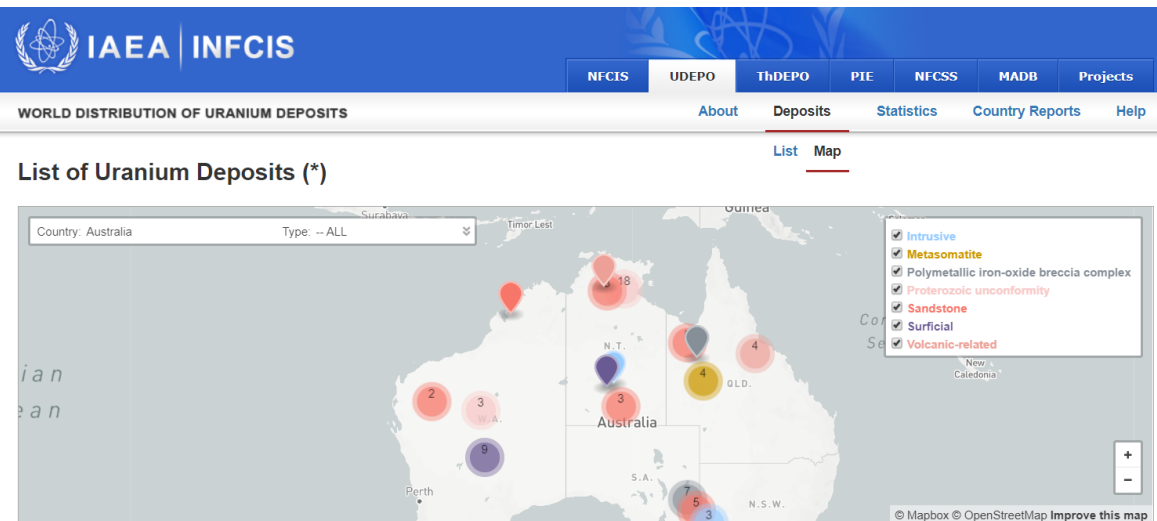 IAEA | INFCIS
NFCIS UDEPO ThDEPO PIE NFCSS MADB Projects
WORLD DISTRIBUTION OF URANIUM DEPOSITS
About Deposits Statistics Country Reports Help
List Map
List of Uranium Deposits (*)
Surabaya
Timor Lest
Guinea
Country: Australia Type: -- ALL
Intrusive
Metasomatite
Polymetallic iron-oxide breccia complex
Proterozoic unconformity
Sandstone
Surficial
Volcanic-related
18
N.T.
4
4
QLD.
New
Caledonia
ian
ean
2
3
W.A.
3
Australia
9
S.A.
Perth
7
5
3
N.S.W.
+
−
© Mapbox © OpenStreetMap Improve this map